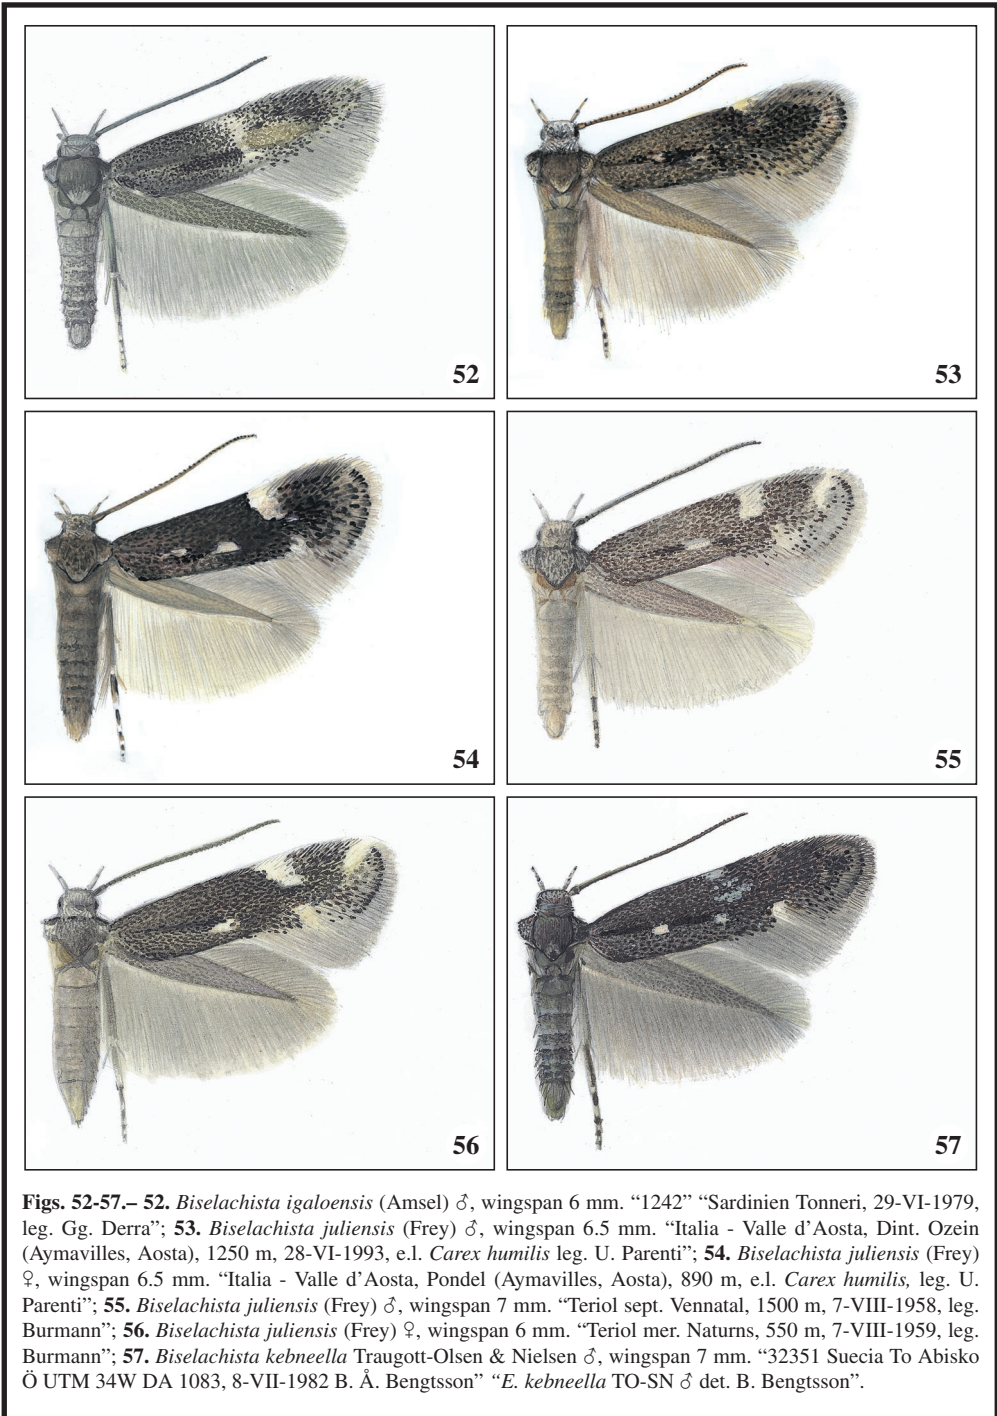 52
53
54
55
56
57
Figs. 52-57.– 52. Biselachista igaloensis (Amsel) ♂, wingspan 6 mm. “1242” “Sardinien Tonneri, 29-VI-1979,
leg. Gg. Derra”; 53. Biselachista juliensis (Frey) ♂, wingspan 6.5 mm. “Italia - Valle d’Aosta, Dint. Ozein
(Aymavilles, Aosta), 1250 m, 28-VI-1993, e.l. Carex humilis leg. U. Parenti”; 54. Biselachista juliensis (Frey)
♀, wingspan 6.5 mm. “Italia - Valle d’Aosta, Pondel (Aymavilles, Aosta), 890 m, e.l. Carex humilis, leg. U.
Parenti”; 55. Biselachista juliensis (Frey) ♂, wingspan 7 mm. “Teriol sept. Vennatal, 1500 m, 7-VIII-1958, leg.
Burmann”; 56. Biselachista juliensis (Frey) ♀, wingspan 6 mm. “Teriol mer. Naturns, 550 m, 7-VIII-1959, leg.
Burmann”; 57. Biselachista kebneella Traugott-Olsen & Nielsen ♂, wingspan 7 mm. “32351 Suecia To Abisko
Ö UTM 34W DA 1083, 8-VII-1982 B. Å. Bengtsson” “E. kebneella TO-SN ♂ det. B. Bengtsson”.